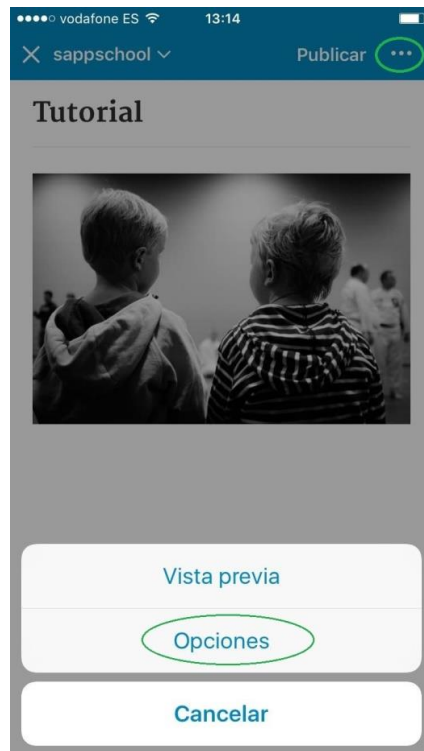 vodafone ES 13:14
sappschool Publicar ...
Tutorial
Vista previa
Opciones
Cancelar